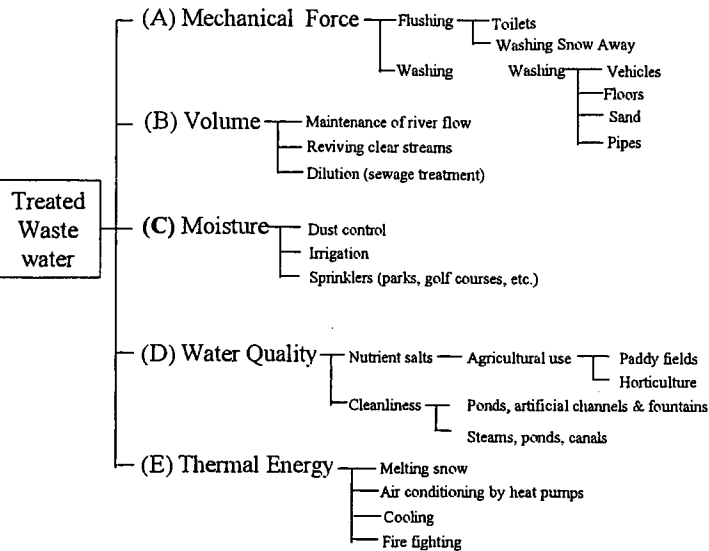 (A) Mechanical Force
Flushing
Toilets
Washing Snow Away
Washing
Washing
Vehicles
Floors
Sand
Pipes
(B) Volume
Maintenance of river flow
Reviving clear streams
Dilution (sewage treatment)
Treated
Waste
water
(C) Moisture
Dust control
Irrigation
Sprinklers (parks, golf courses, etc.)
(D) Water Quality
Nutrient salts
Agricultural use
Paddy fields
Horticulture
Cleanliness
Ponds, artificial channels & fountains
Steams, ponds, canals
(E) Thermal Energy
Melting snow
Air conditioning by heat pumps
Cooling
Fire fighting